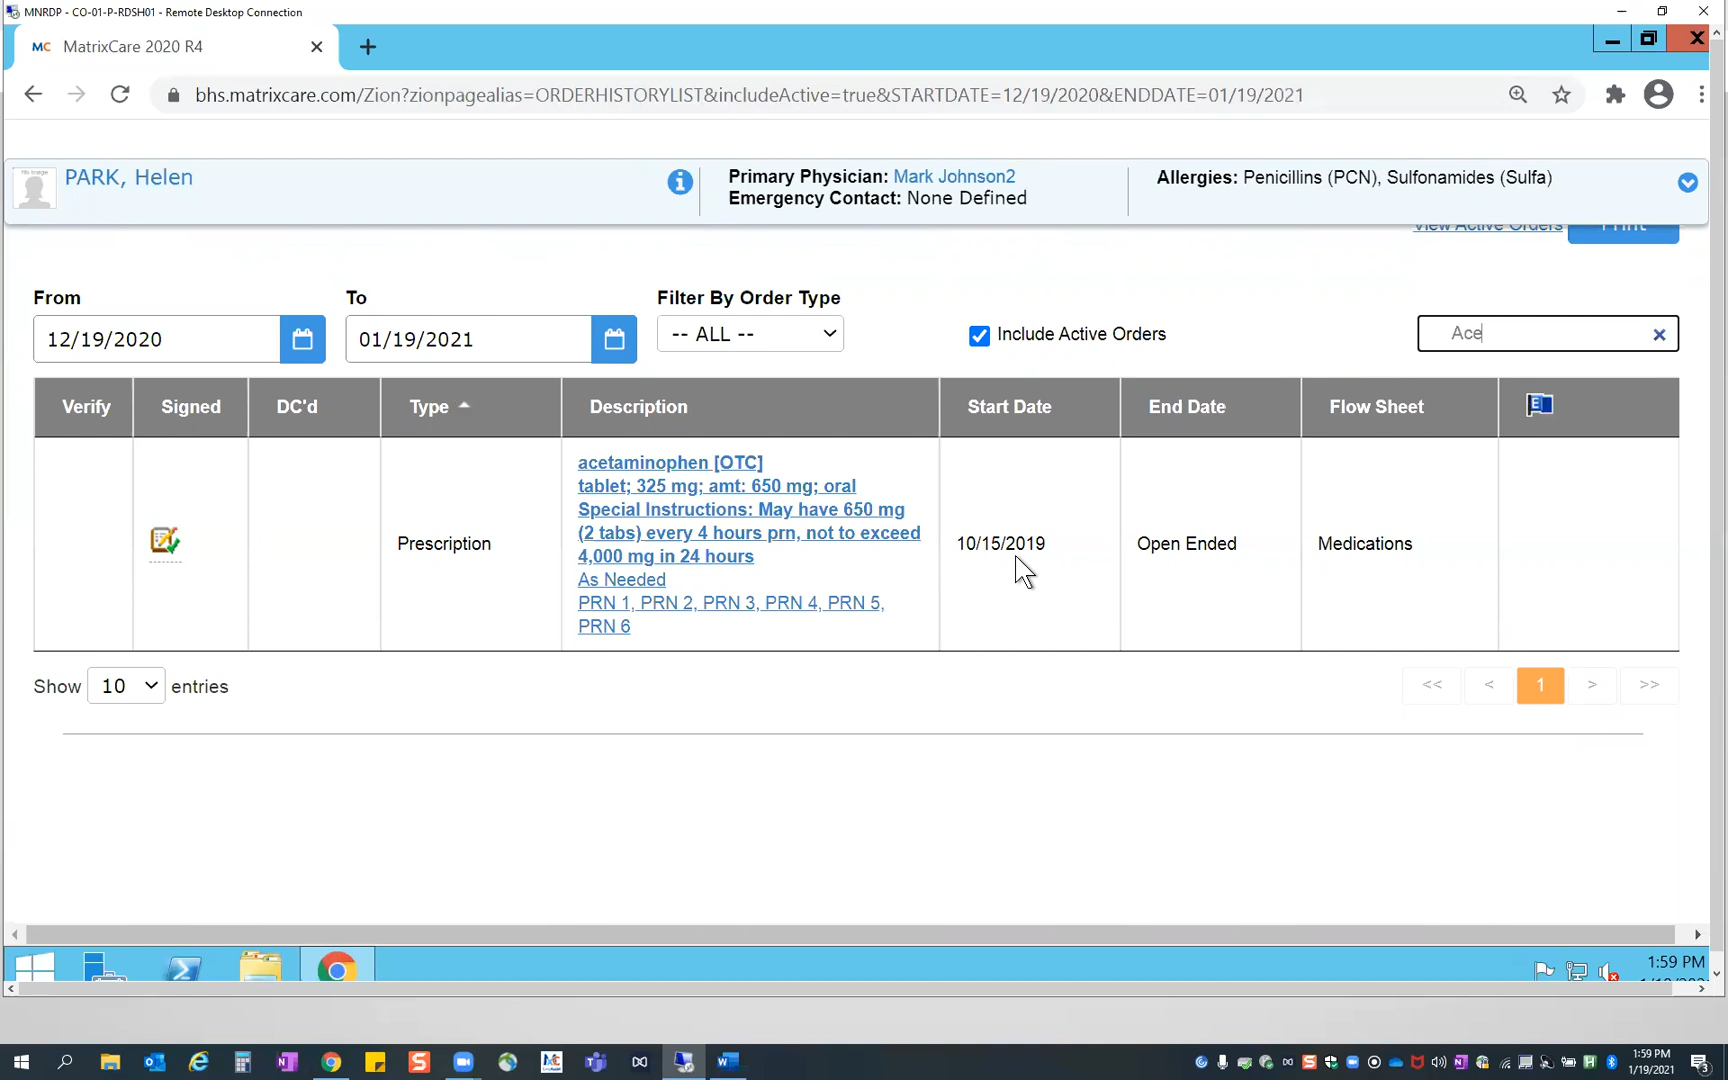 MNRDP - CO-01-P-RDSH01 - Remote Desktop Connection
MC MatrixCare 2020 R4
bhs.matrixcare.com/Zion?zionpagealias=ORDERHISTORYLIST&includeActive=true&STARTDATE=12/19/2020&ENDDATE=01/19/2021
PARK, Helen
Primary Physician: Mark Johnson2
Emergency Contact: None Defined
Allergies: Penicillins (PCN), Sulfonamides (Sulfa)
View Active Orders Print
From To Filter By Order Type
12/19/2020 01/19/2021 -- ALL -- Include Active Orders Ace
Verify Signed DC'd Type Description Start Date End Date Flow Sheet E
acetaminophen [OTC]
tablet; 325 mg; amt: 650 mg; oral
Special Instructions: May have 650 mg
(2 tabs) every 4 hours prn, not to exceed
4,000 mg in 24 hours
As Needed
PRN 1, PRN 2, PRN 3, PRN 4, PRN 5,
PRN 6
Prescription 10/15/2019 Open Ended Medications
Show 10 entries << < 1 > >>
1:59 PM
1:59 PM
1/19/2021
3